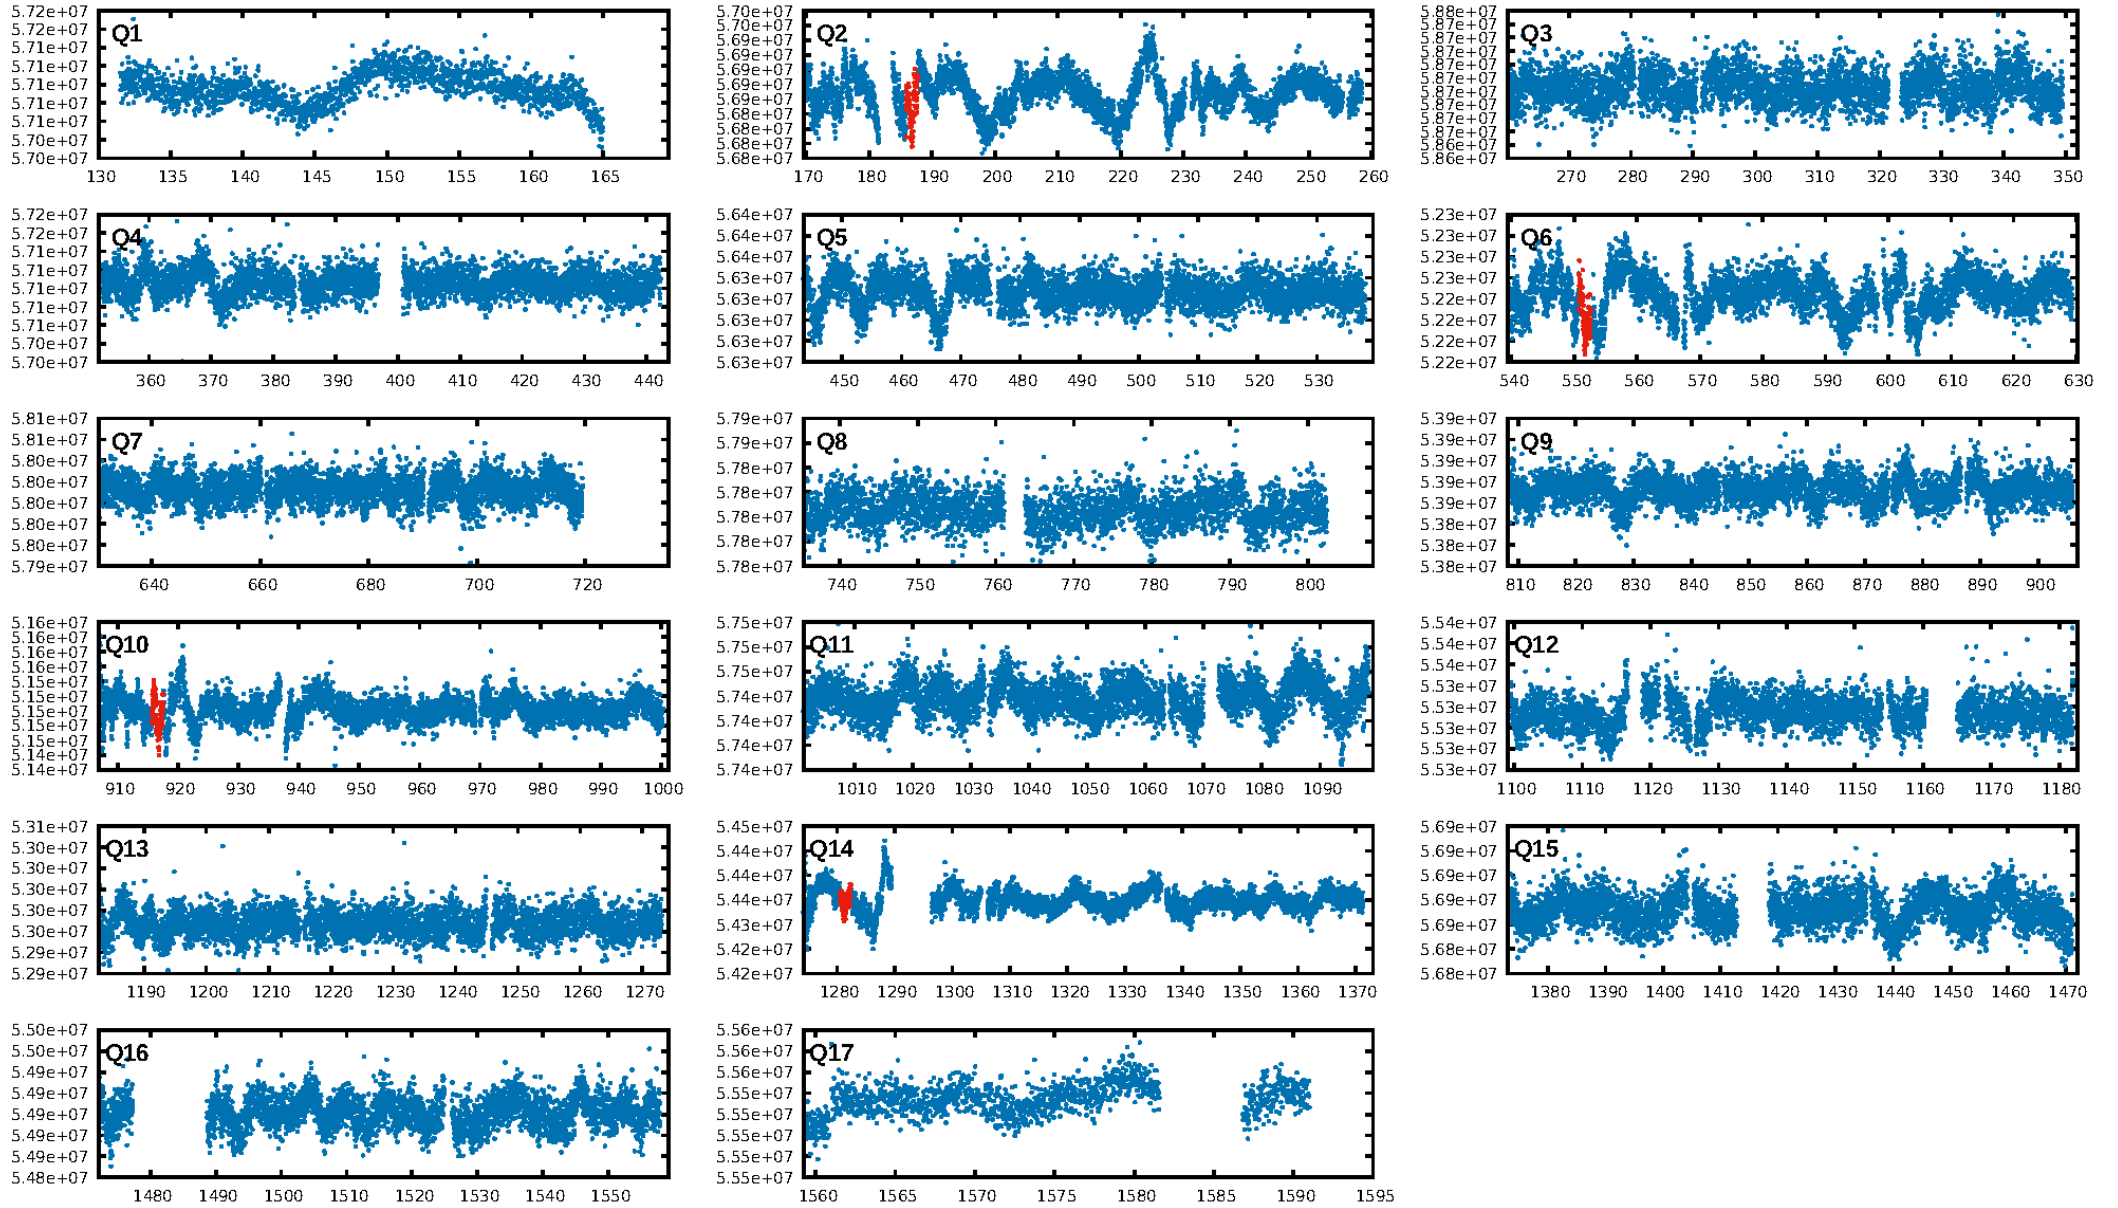 5.72e+07
5.72e+07
5.71e+07
5.71e+07
5.71e+07
5.71e+07
5.71e+07
5.70e+07
5.70e+07
Q1
130 135 140 145 150 155 160 165
5.70e+07
5.70e+07
5.69e+07
5.69e+07
5.69e+07
5.69e+07
5.69e+07
5.68e+07
5.68e+07
5.68e+07
5.68e+07
Q2
170 180 190 200 210 220 230 240 250 260
5.88e+07
5.87e+07
5.87e+07
5.87e+07
5.87e+07
5.87e+07
5.87e+07
5.87e+07
5.87e+07
5.87e+07
5.87e+07
5.86e+07
Q3
270 280 290 300 310 320 330 340 350
5.72e+07
5.72e+07
5.71e+07
5.71e+07
5.71e+07
5.71e+07
5.71e+07
5.70e+07
5.70e+07
Q4
360 370 380 390 400 410 420 430 440
5.64e+07
5.64e+07
5.64e+07
5.63e+07
5.63e+07
5.63e+07
5.63e+07
5.63e+07
Q5
450 460 470 480 490 500 510 520 530
5.23e+07
5.23e+07
5.23e+07
5.23e+07
5.22e+07
5.22e+07
5.22e+07
5.22e+07
Q6
540 550 560 570 580 590 600 610 620 630
5.81e+07
5.81e+07
5.80e+07
5.80e+07
5.80e+07
5.80e+07
5.80e+07
5.79e+07
Q7
640 660 680 700 720
5.79e+07
5.79e+07
5.78e+07
5.78e+07
5.78e+07
5.78e+07
5.78e+07
Q8
740 750 760 770 780 790 800
5.39e+07
5.39e+07
5.39e+07
5.39e+07
5.39e+07
5.38e+07
5.38e+07
5.38e+07
Q9
810 820 830 840 850 860 870 880 890 900
5.16e+07
5.16e+07
5.16e+07
5.16e+07
5.15e+07
5.15e+07
5.15e+07
5.15e+07
5.15e+07
5.14e+07
5.14e+07
Q10
910 920 930 940 950 960 970 980 990 1000
5.75e+07
5.75e+07
5.75e+07
5.74e+07
5.74e+07
5.74e+07
5.74e+07
Q11
1010 1020 1030 1040 1050 1060 1070 1080 1090
5.54e+07
5.54e+07
5.54e+07
5.53e+07
5.53e+07
5.53e+07
5.53e+07
5.53e+07
Q12
1100 1110 1120 1130 1140 1150 1160 1170 1180
5.31e+07
5.30e+07
5.30e+07
5.30e+07
5.30e+07
5.30e+07
5.29e+07
5.29e+07
Q13
1190 1200 1210 1220 1230 1240 1250 1260 1270
5.45e+07
5.44e+07
5.44e+07
5.44e+07
5.43e+07
5.42e+07
5.42e+07
Q14
1280 1290 1300 1310 1320 1330 1340 1350 1360 1370
5.69e+07
5.69e+07
5.69e+07
5.69e+07
5.69e+07
5.68e+07
5.68e+07
Q15
1380 1390 1400 1410 1420 1430 1440 1450 1460 1470
5.50e+07
5.50e+07
5.49e+07
5.49e+07
5.49e+07
5.49e+07
5.49e+07
5.48e+07
Q16
1480 1490 1500 1510 1520 1530 1540 1550
5.56e+07
5.56e+07
5.56e+07
5.55e+07
5.55e+07
5.55e+07
5.55e+07
5.55e+07
Q17
1560 1565 1570 1575 1580 1585 1590 1595